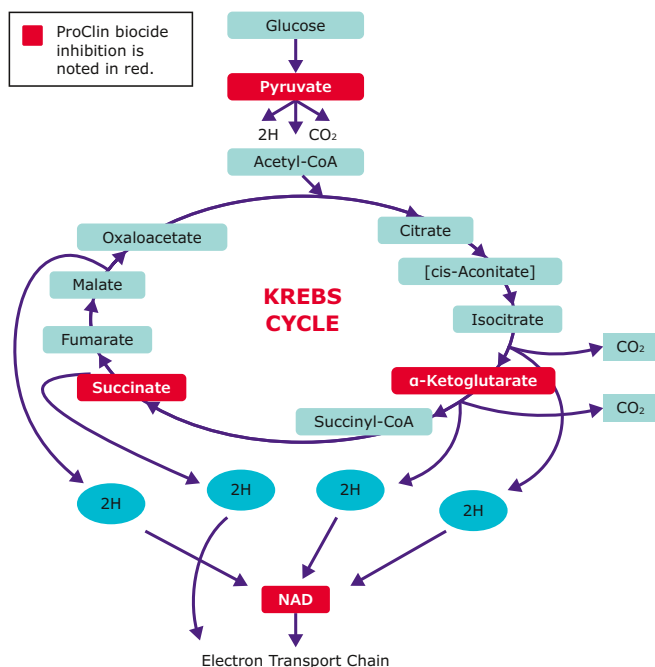 ProClin biocide
inhibition is
noted in red.
Glucose
Pyruvate
2H
CO₂
Acetyl-CoA
Oxaloacetate
Citrate
[cis-Aconitate]
Malate
KREBS
CYCLE
Isocitrate
Fumarate
CO₂
Succinate
α-Ketoglutarate
CO₂
Succinyl-CoA
2H
2H
2H
2H
NAD
Electron Transport Chain